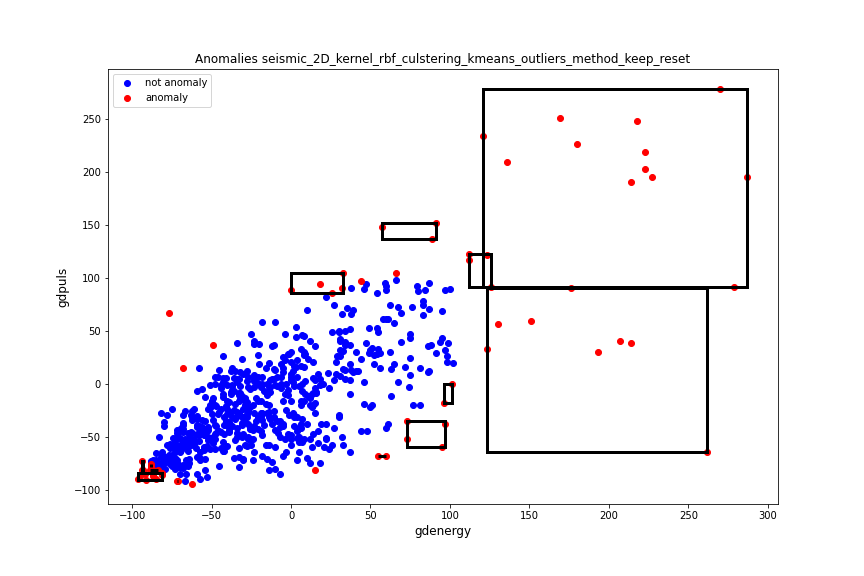 Anomalies seismic_2D_kernel_rbf_culstering_kmeans_outliers_method_keep_reset
not anomaly
anomaly
gdpuls
250
200
150
100
50
0
−50
−100
−100 −50 0 50 100 150 200 250 300
gdenergy